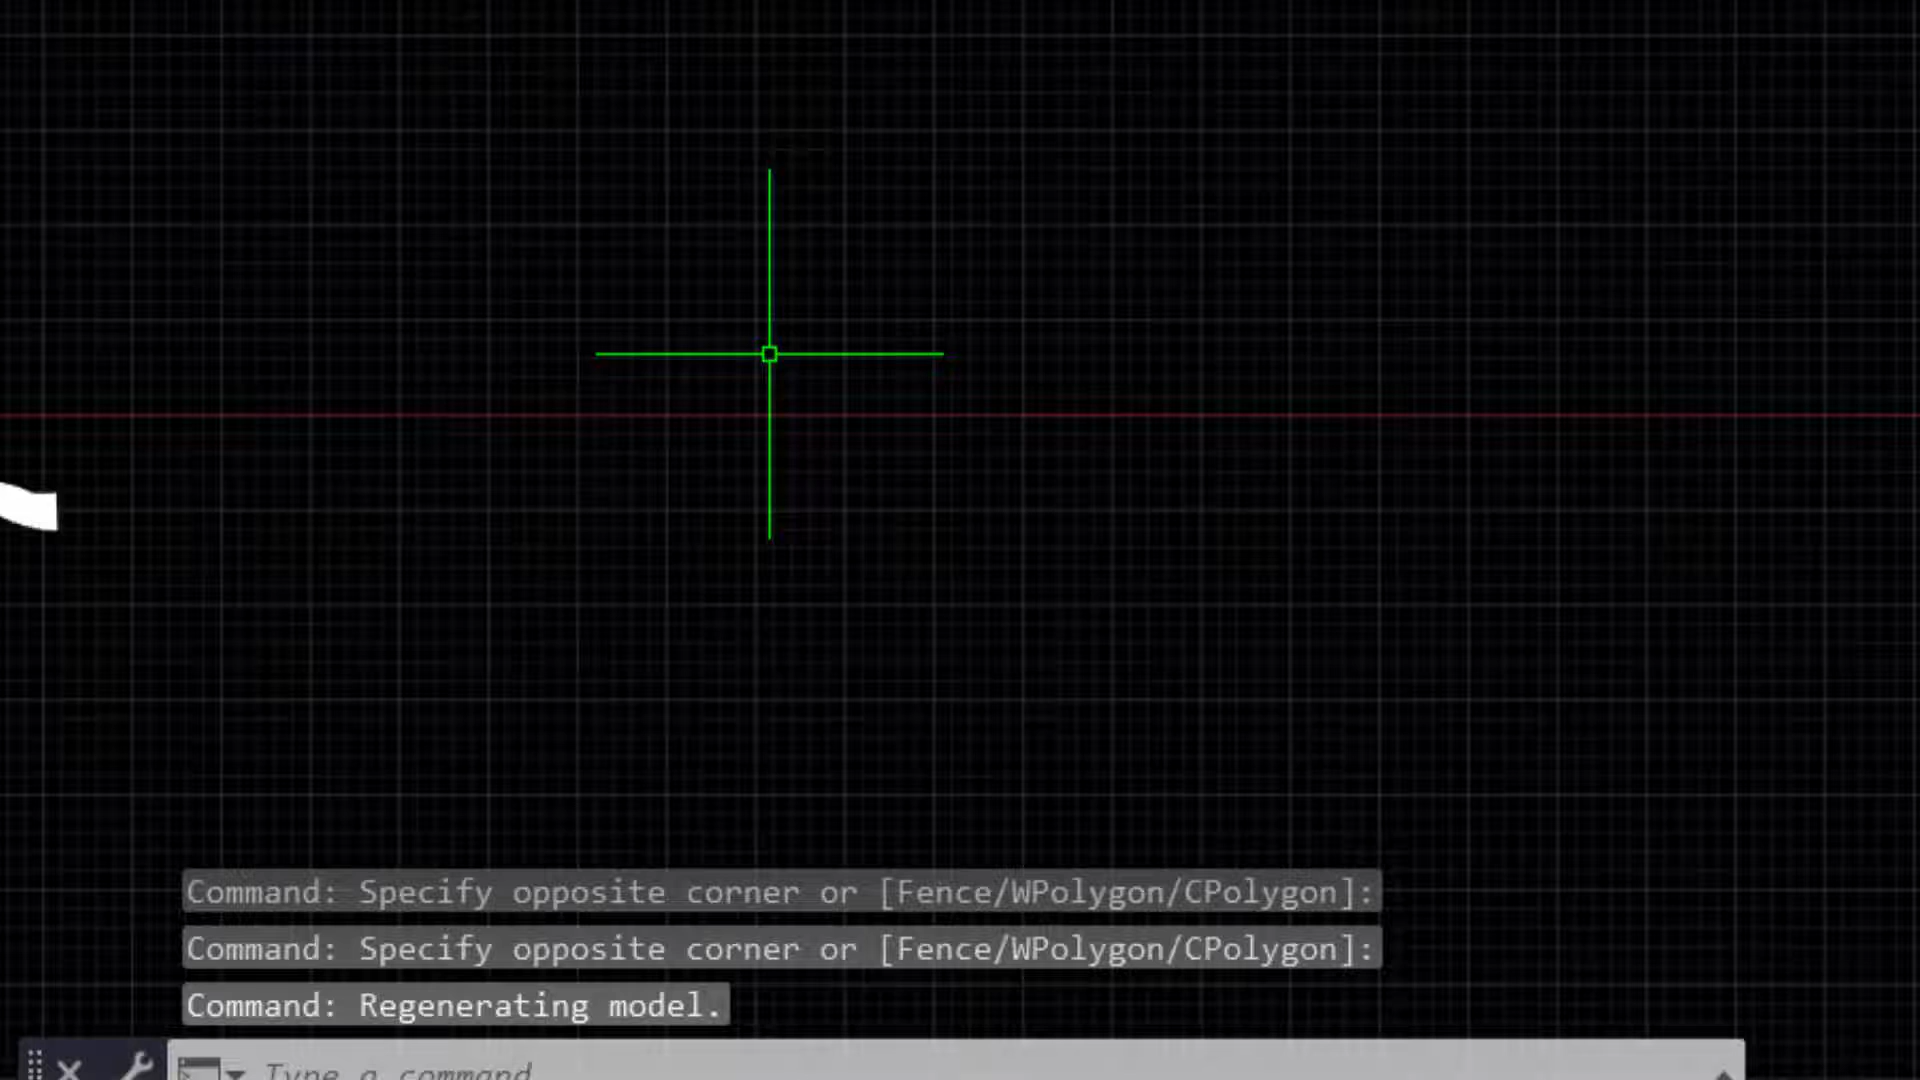 Command: Specify opposite corner or [Fence/WPolygon/CPolygon]:
Command: Specify opposite corner or [Fence/WPolygon/CPolygon]:
Command: Regenerating model.
Type a command